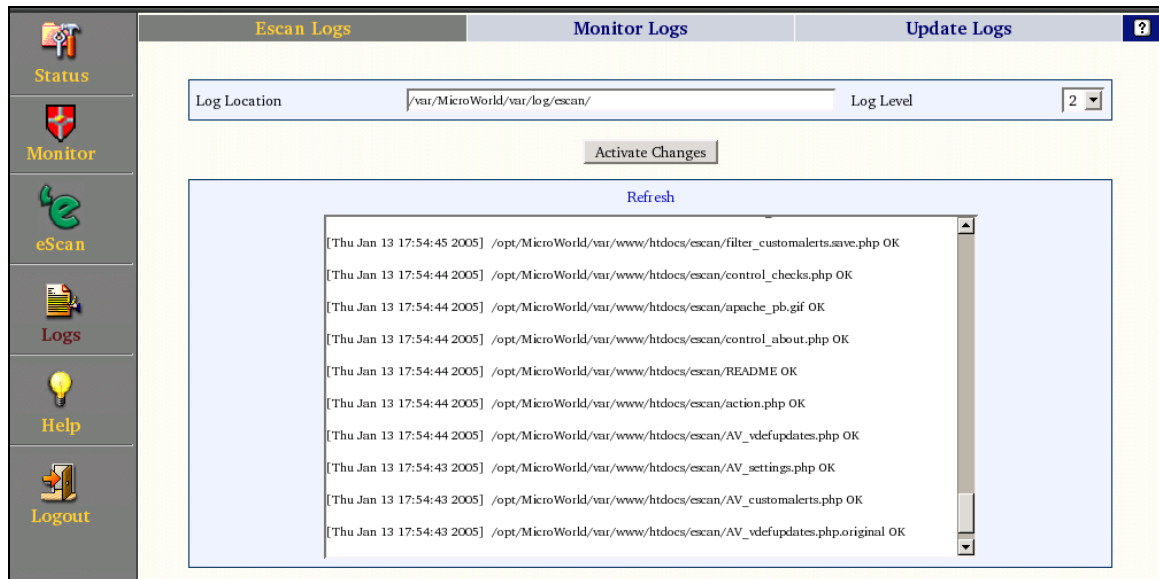 Escan Logs
Monitor Logs
Update Logs
?
Status
Monitor
eScan
Logs
Help
Logout
Log Location
/var/MicroWorld/var/log/escan/
Log Level
2
Activate Changes
Refresh
[Thu Jan 13 17:54:45 2005] /opt/MicroWorld/var/www/htdocs/escan/filter_customalerts.save.php OK
[Thu Jan 13 17:54:44 2005] /opt/MicroWorld/var/www/htdocs/escan/control_checks.php OK
[Thu Jan 13 17:54:44 2005] /opt/MicroWorld/var/www/htdocs/escan/apache_pb.gif OK
[Thu Jan 13 17:54:44 2005] /opt/MicroWorld/var/www/htdocs/escan/control_about.php OK
[Thu Jan 13 17:54:44 2005] /opt/MicroWorld/var/www/htdocs/escan/README OK
[Thu Jan 13 17:54:44 2005] /opt/MicroWorld/var/www/htdocs/escan/action.php OK
[Thu Jan 13 17:54:44 2005] /opt/MicroWorld/var/www/htdocs/escan/AV_vdefupdates.php OK
[Thu Jan 13 17:54:43 2005] /opt/MicroWorld/var/www/htdocs/escan/AV_settings.php OK
[Thu Jan 13 17:54:43 2005] /opt/MicroWorld/var/www/htdocs/escan/AV_customalerts.php OK
[Thu Jan 13 17:54:43 2005] /opt/MicroWorld/var/www/htdocs/escan/AV_vdefupdates.php.original OK